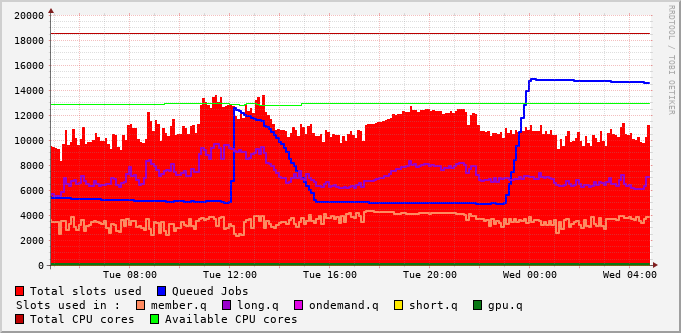 RRDTOOL / TOBI OETIKER
20000
18000
16000
14000
12000
10000
8000
6000
4000
2000
0
Tue 08:00 Tue 12:00 Tue 16:00 Tue 20:00 Wed 00:00 Wed 04:00
Total slots used Queued Jobs
Slots used in : member.q long.q ondemand.q short.q gpu.q
Total CPU cores Available CPU cores